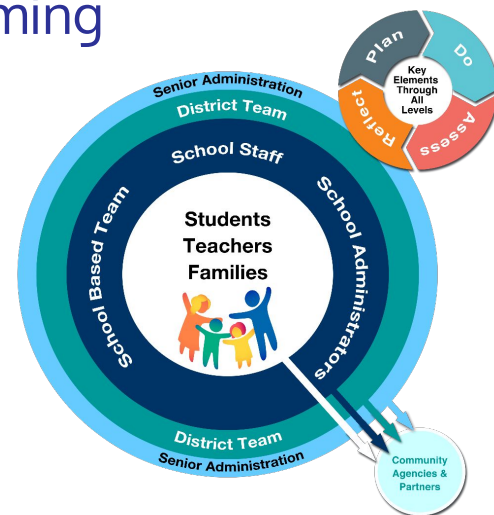 ming
Senior Administration
District Team
School Staff
School Based Team
School Administrators
Students
Teachers
Families
District Team
Senior Administration
Plan
Do
Assess
Reflect
Key
Elements
Through
All
Levels
Community
Agencies &
Partners